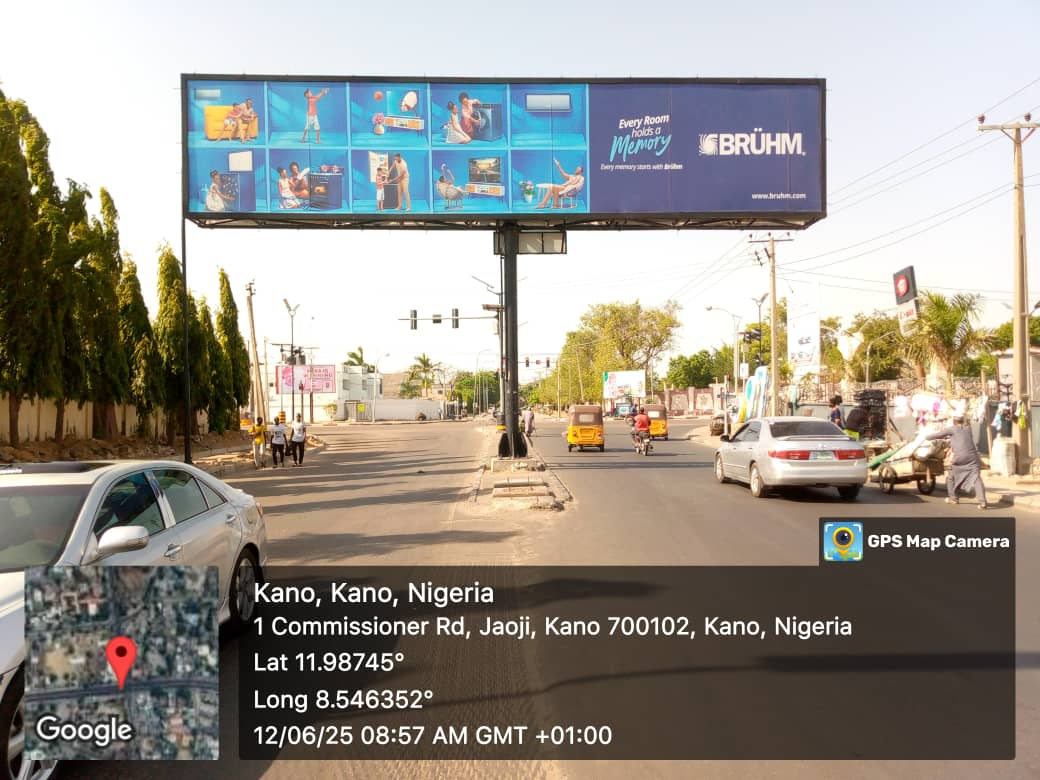 Every Room
holds a
Memory
Every memory starts with Brühm
BRÜHM
www.bruhm.com
GPS Map Camera
Kano, Kano, Nigeria
1 Commissioner Rd, Jaoji, Kano 700102, Kano, Nigeria
Lat 11.98745°
Long 8.546352°
12/06/25 08:57 AM GMT +01:00
Google